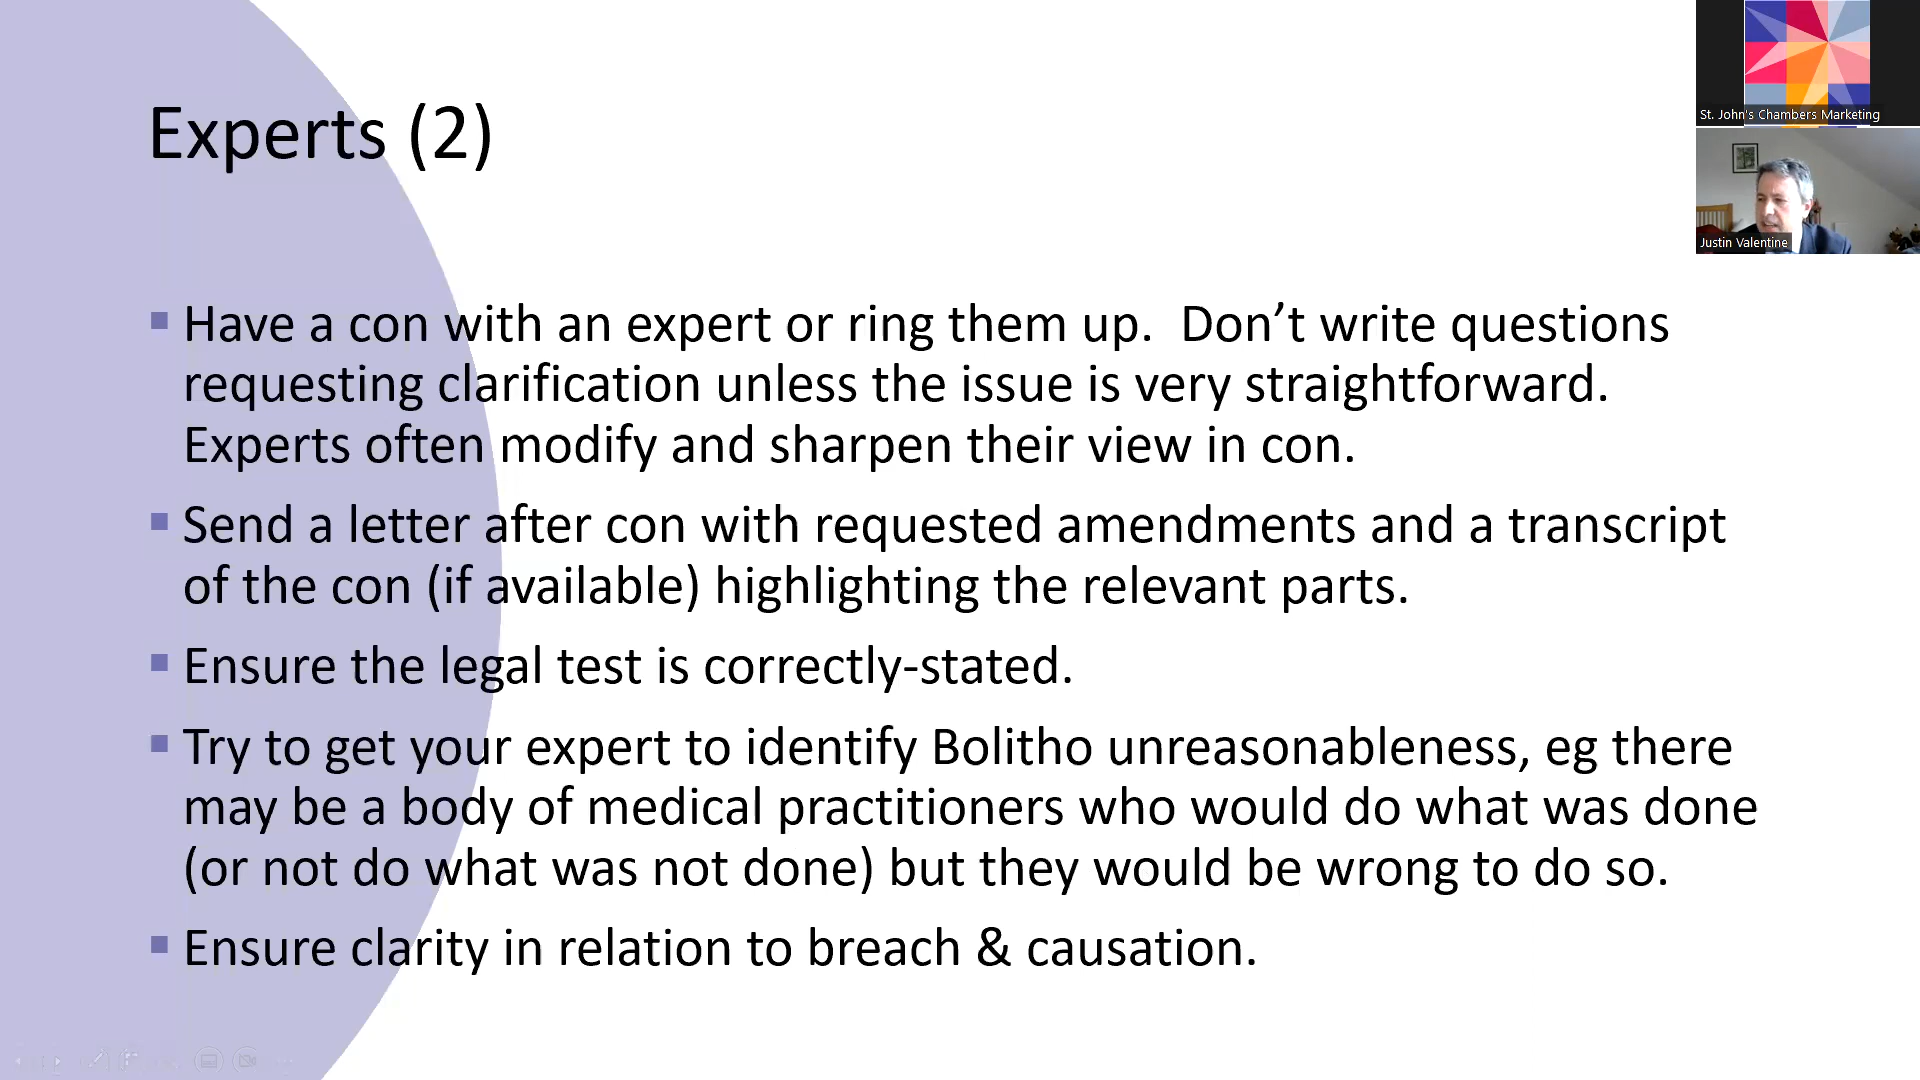 Experts (2)
St. John's Chambers Marketing
Justin Valentine
Have a con with an expert or ring them up.  Don’t write questions
requesting clarification unless the issue is very straightforward.
Experts often modify and sharpen their view in con.
Send a letter after con with requested amendments and a transcript
of the con (if available) highlighting the relevant parts.
Ensure the legal test is correctly-stated.
Try to get your expert to identify Bolitho unreasonableness, eg there
may be a body of medical practitioners who would do what was done
(or not do what was not done) but they would be wrong to do so.
Ensure clarity in relation to breach & causation.